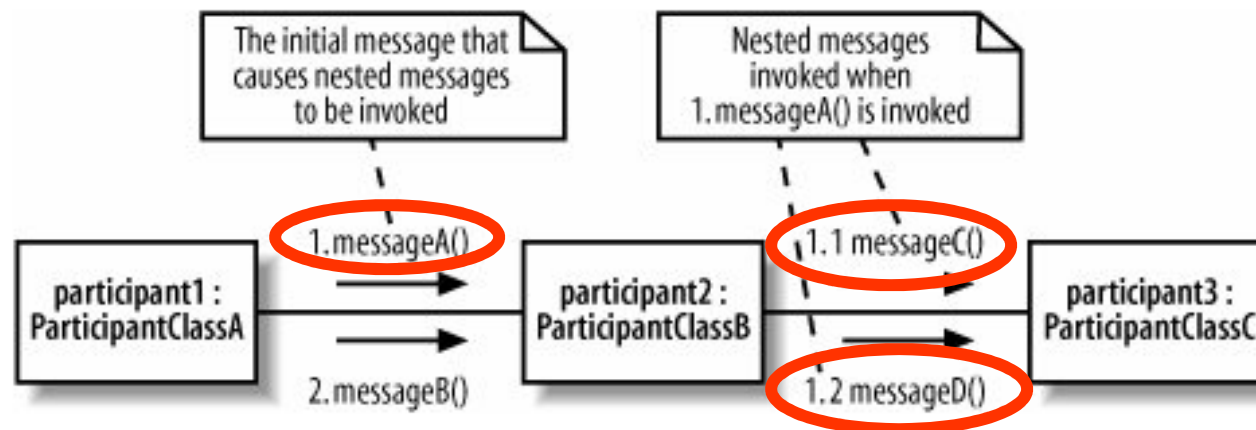 The initial message that
causes nested messages
to be invoked
Nested messages
invoked when
1. messageA() is invoked
1. messageA()
1.1 messageC()
participant1 :
ParticipantClassA
participant2 :
ParticipantClassB
participant3 :
ParticipantClassC
2. messageB()
1.2 messageD()